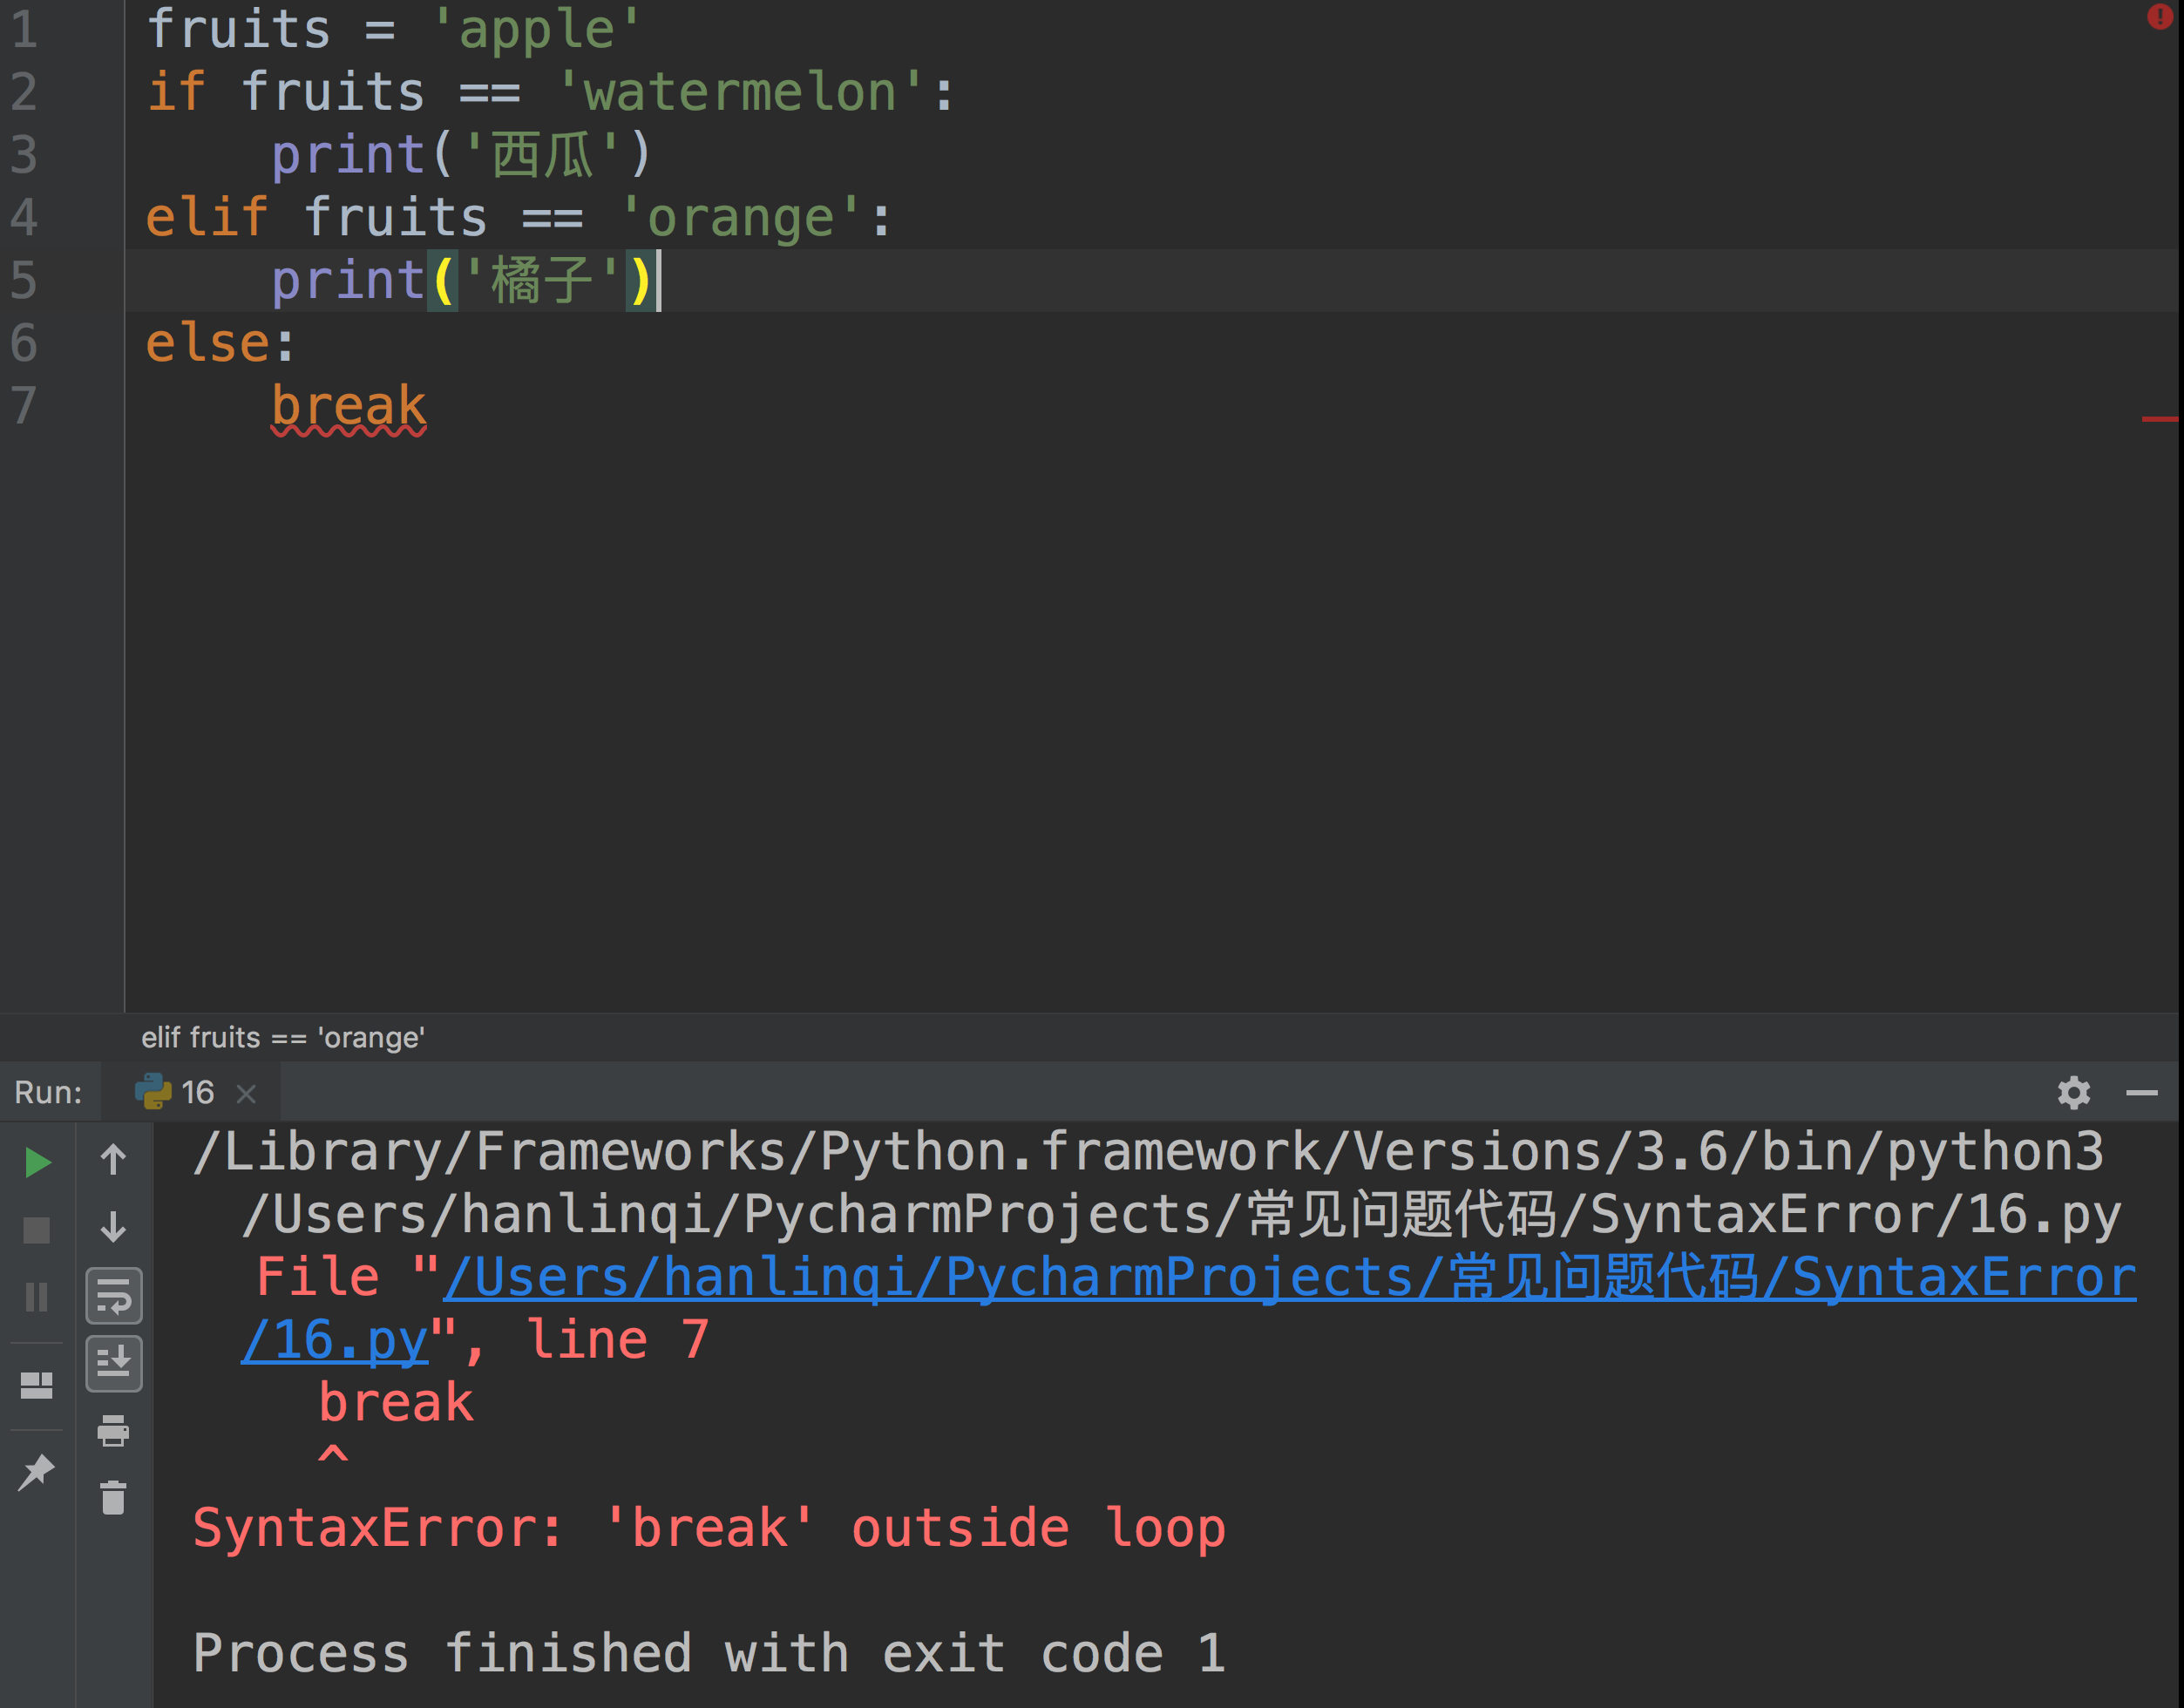 1 fruits = 'apple'
2 if fruits == 'watermelon':
3     print('西瓜')
4 elif fruits == 'orange':
5     print('橘子')
6 else:
7     break
elif fruits == 'orange'
Run: 16
/Library/Frameworks/Python.framework/Versions/3.6/bin/python3
/Users/hanlinqi/PycharmProjects/常见问题代码/SyntaxError/16.py
File "/Users/hanlinqi/PycharmProjects/常见问题代码/SyntaxError
/16.py", line 7
break
^
SyntaxError: 'break' outside loop
Process finished with exit code 1